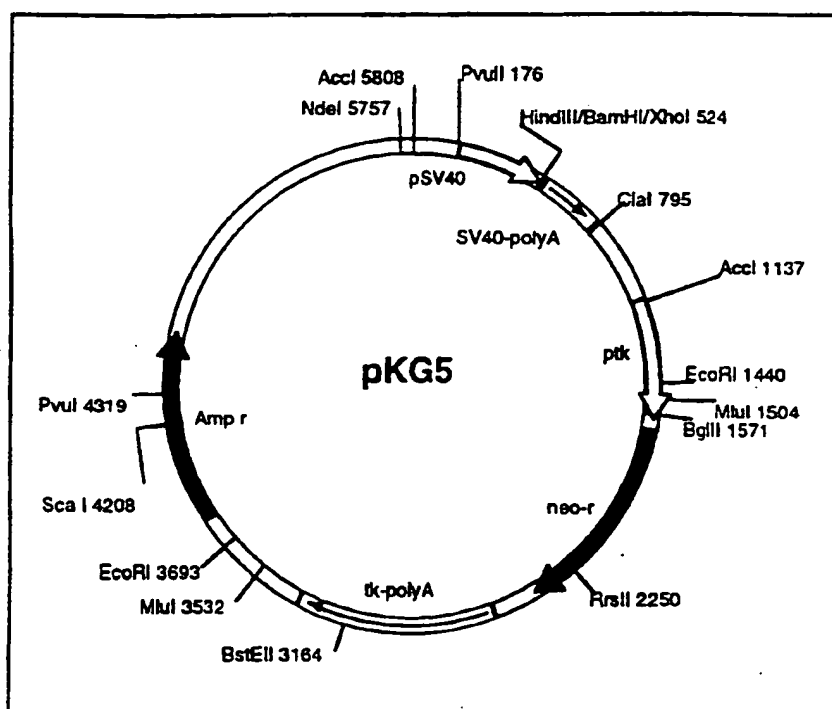 AccI 5808
PvuII 176
NdeI 5757
HindIII/BamHI/XhoI 524
pSV40
ClaI 795
SV40-polyA
AccI 1137
ptk
pKG5
EcoRI 1440
MluI 1504
PvuI 4319
Amp r
BglII 1571
Sca I 4208
neo-r
EcoRI 3693
tk-polyA
RrsII 2250
MluI 3532
BstEII 3164